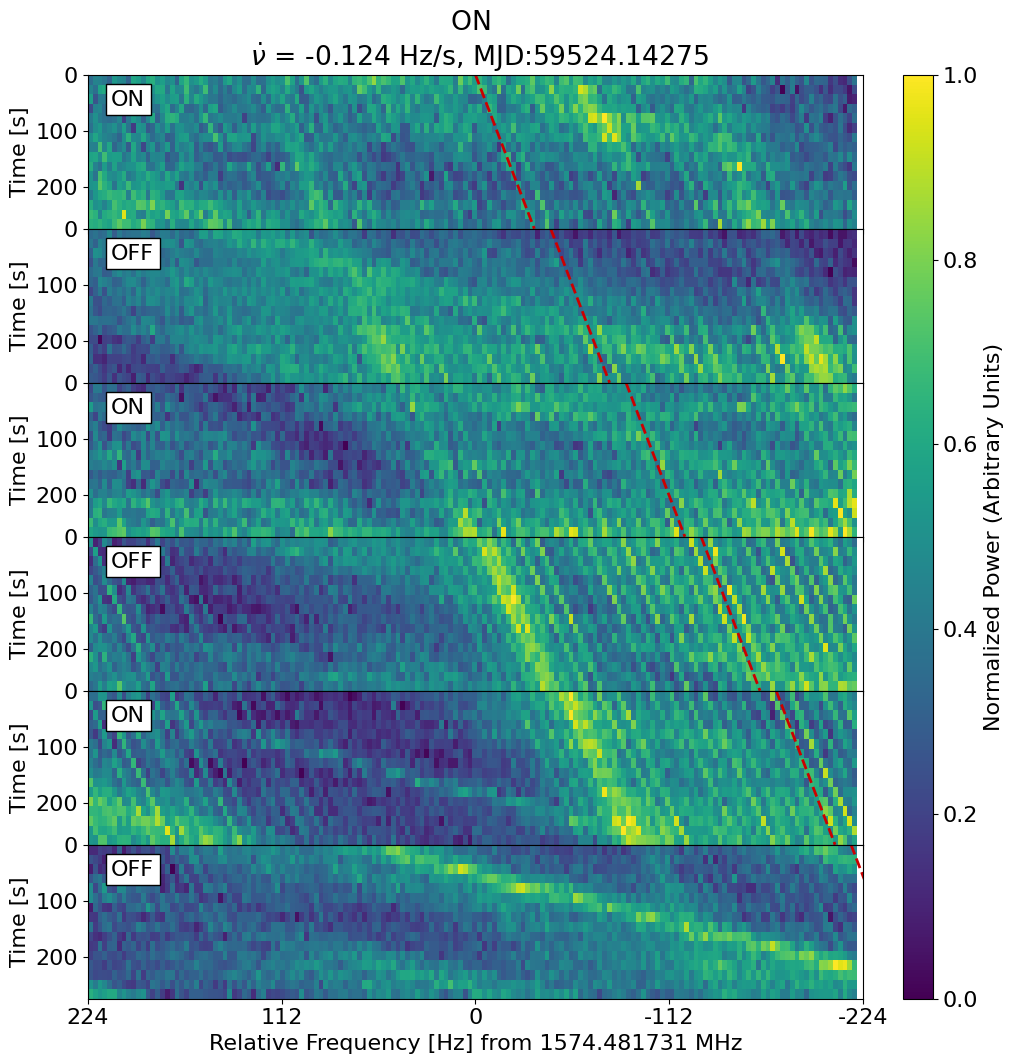 ON
ν̇ = -0.124 Hz/s, MJD:59524.14275
0
ON
100
200
Time [s]
0
OFF
100
200
Time [s]
0
ON
100
200
Time [s]
0
OFF
100
200
Time [s]
0
ON
100
200
Time [s]
0
OFF
100
200
Time [s]
224 112 0 -112 -224
Relative Frequency [Hz] from 1574.481731 MHz
1.0
0.8
0.6
0.4
0.2
0.0
Normalized Power (Arbitrary Units)